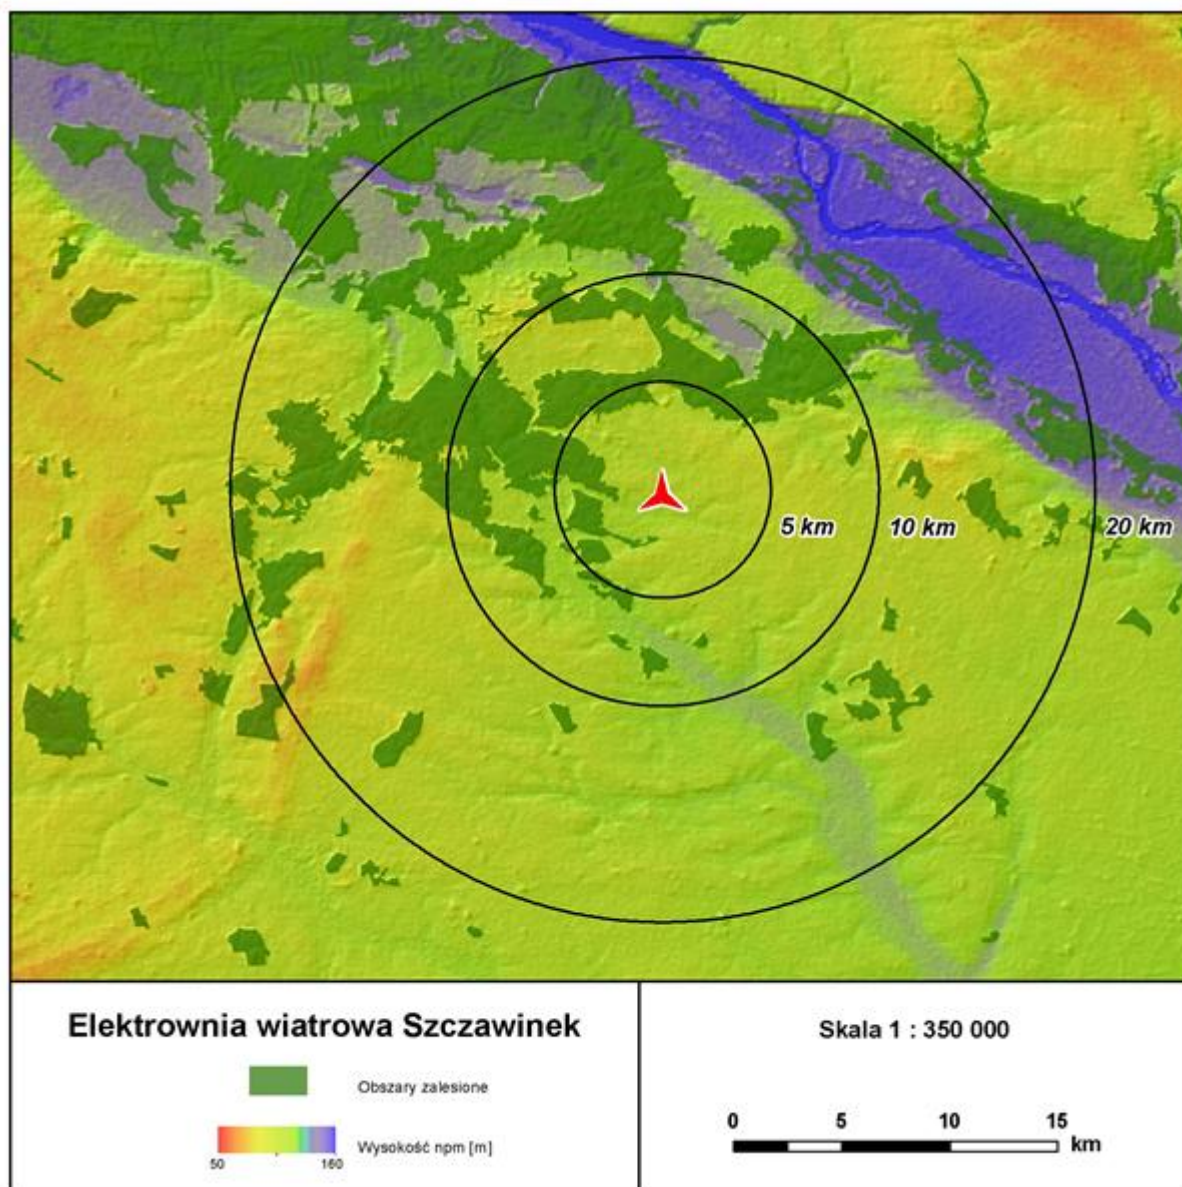 5 km
10 km
20 km
Elektrownia wiatrowa Szczawinek
Obszary zalesione
Wysokość npm [m]
50
160
Skala 1 : 350 000
0 5 10 15
km